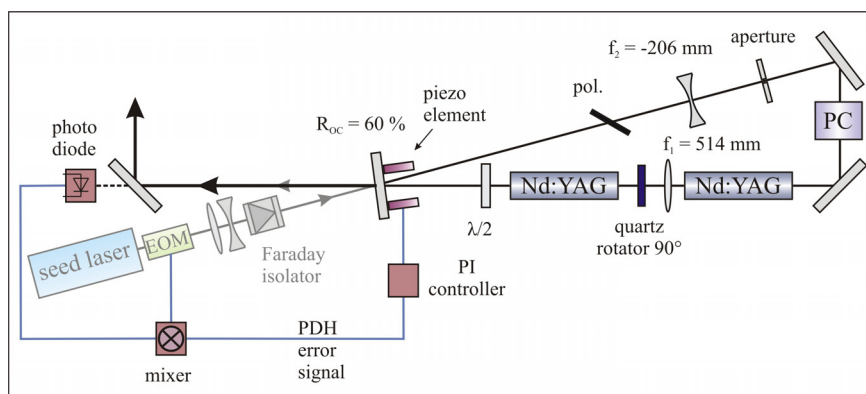 f₂ = -206 mm
aperture
pol.
piezo
element
R_OC = 60 %
photo
diode
PC
f₁ = 514 mm
Nd:YAG
Nd:YAG
λ/2
quartz
rotator 90°
EOM
seed laser
Faraday
isolator
PI
controller
PDH
error
signal
mixer